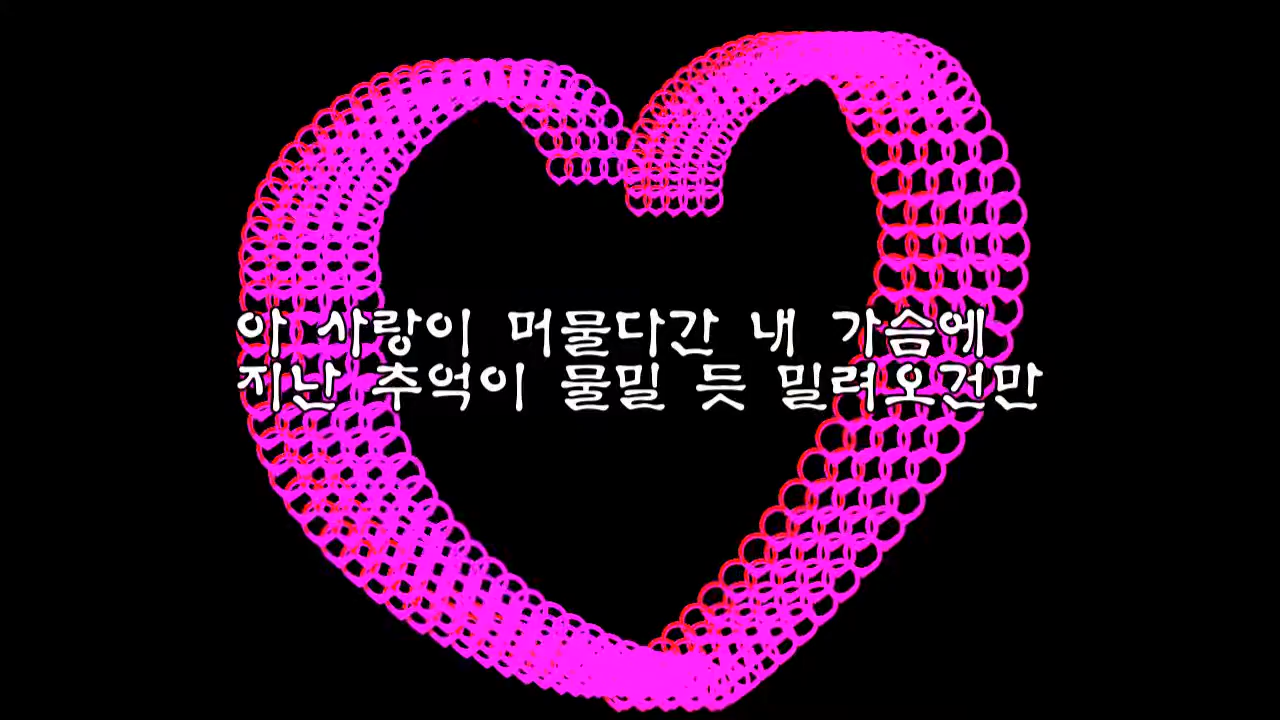 아 사랑이 머물다간 내 가슴에
지난 추억이 물밀 듯 밀려오건만